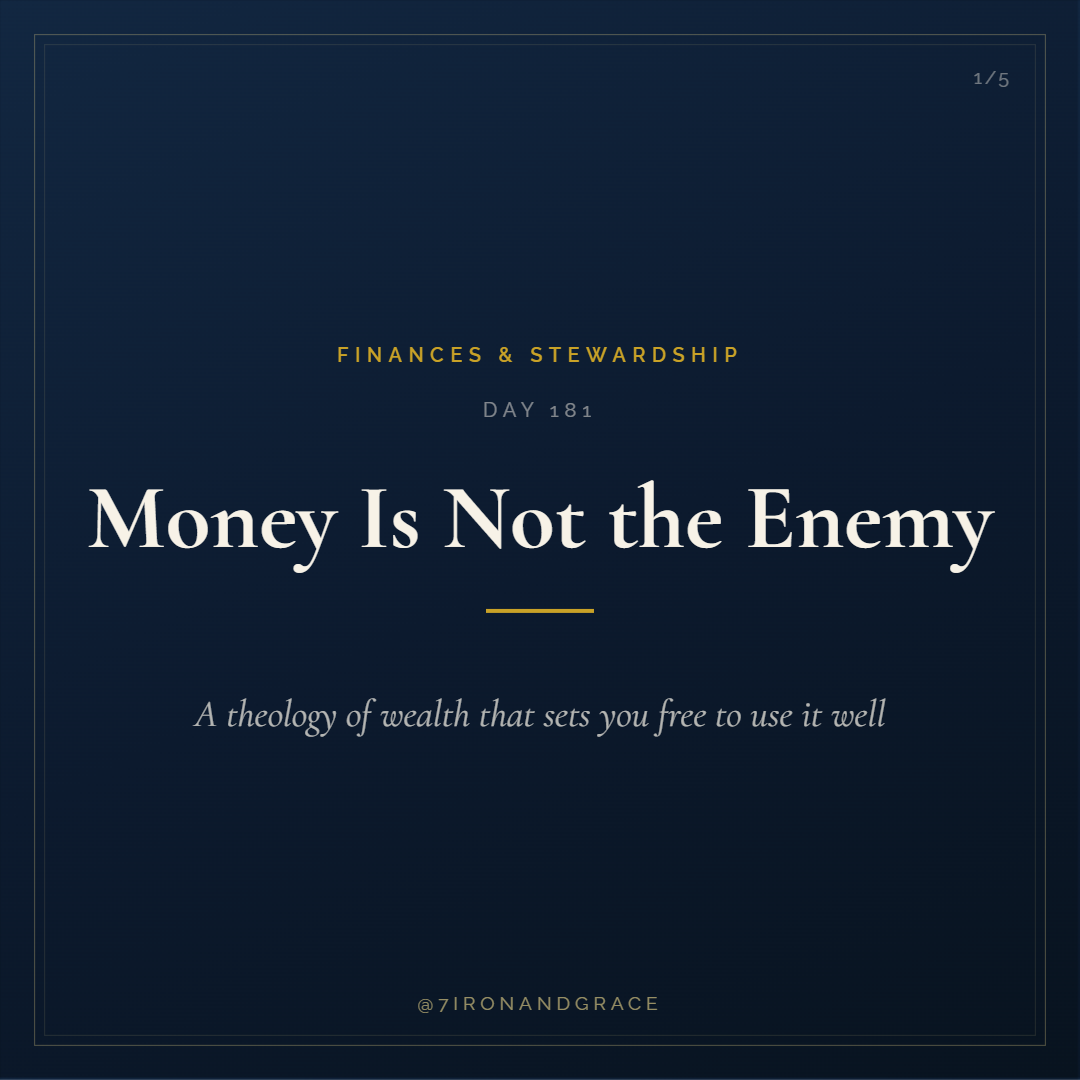 1/5
FINANCES & STEWARDSHIP
DAY 181
Money Is Not the Enemy
A theology of wealth that sets you free to use it well
@7IRONANDGRACE